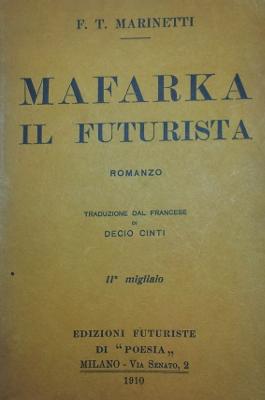 F. T. MARINETTI
MAFARKA
IL FUTURISTA
ROMANZO
TRADUZIONE DAL FRANCESE
DI
DECIO CINTI
11º migliaio
EDIZIONI FUTURISTE
DI "POESIA„
MILANO - VIA SENATO, 2
1910